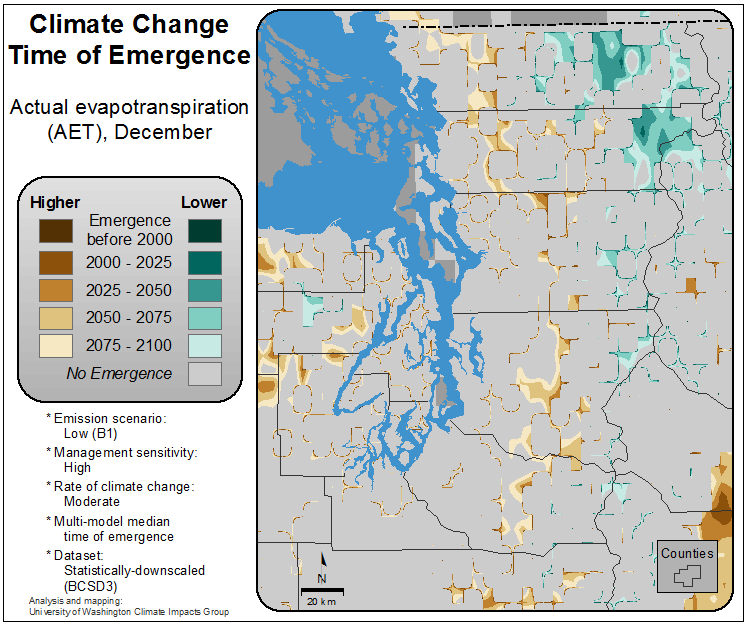 Climate Change
Time of Emergence
Actual evapotranspiration
(AET), December
Higher
Lower
Emergence
before 2000
2000 - 2025
2025 - 2050
2050 - 2075
2075 - 2100
No Emergence
* Emission scenario:
Low (B1)
* Management sensitivity:
High
* Rate of climate change:
Moderate
* Multi-model median
time of emergence
* Dataset:
Statistically-downscaled
(BCSD3)
Analysis and mapping:
University of Washington Climate Impacts Group
N
20 km
Counties